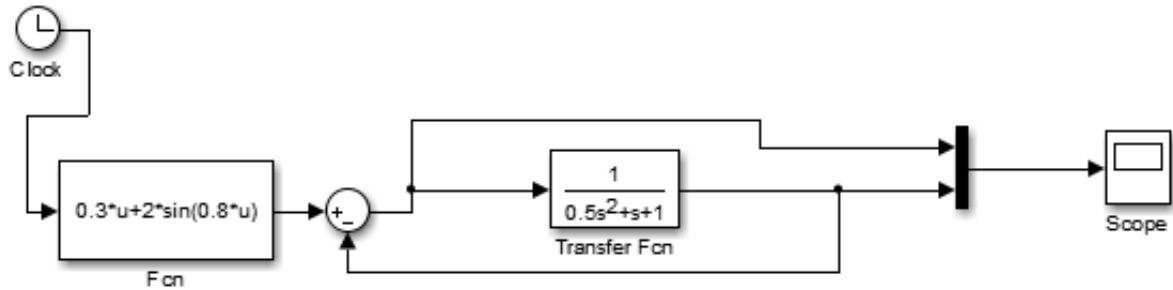 Clock
0.3*u+2*sin(0.8*u)
Fcn
+
−
1
0.5s²+s+1
Transfer Fcn
Scope